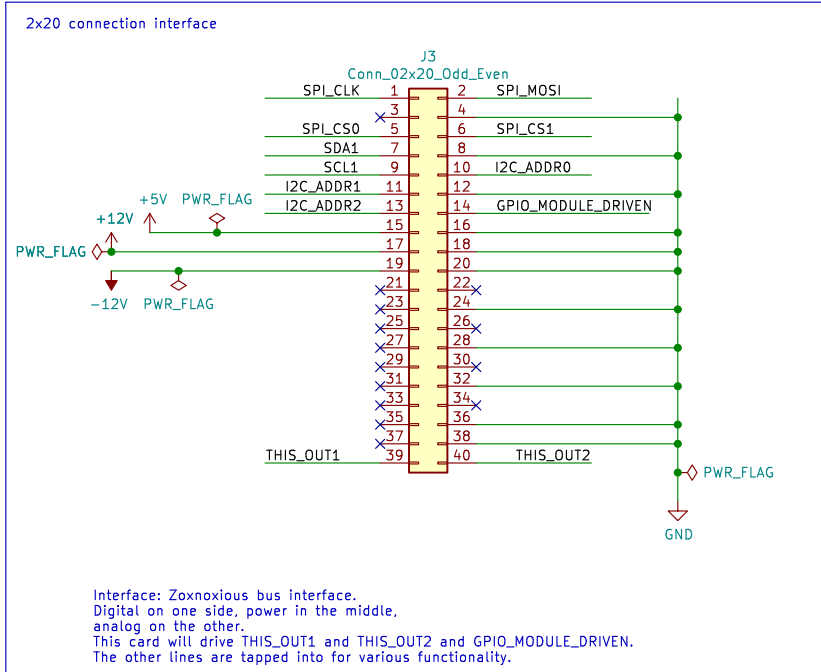 2x20 connection interface
J3
Conn_02x20_Odd_Even
SPI_CLK 1 2 SPI_MOSI
3 4
SPI_CS0 5 6 SPI_CS1
SDA1 7 8
SCL1 9 10 I2C_ADDR0
I2C_ADDR1 11 12
I2C_ADDR2 13 14 GPIO_MODULE_DRIVEN
+5V PWR_FLAG 15 16
+12V
PWR_FLAG 17 18
19 20
21 22
-12V PWR_FLAG 23 24
25 26
27 28
29 30
31 32
33 34
35 36
37 38
THIS_OUT1 39 40 THIS_OUT2
PWR_FLAG
GND
Interface: Zoxnoxious bus interface.
Digital on one side, power in the middle,
analog on the other.
This card will drive THIS_OUT1 and THIS_OUT2 and GPIO_MODULE_DRIVEN.
The other lines are tapped into for various functionality.